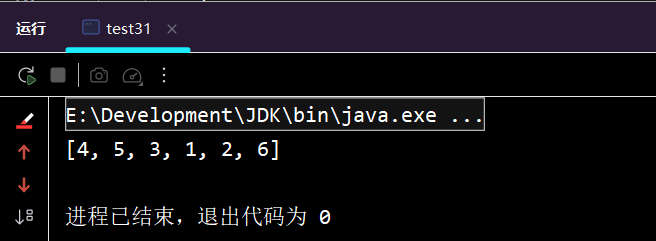 运行
test31
E:\Development\JDK\bin\java.exe ...
[4, 5, 3, 1, 2, 6]
进程已结束，退出代码为 0